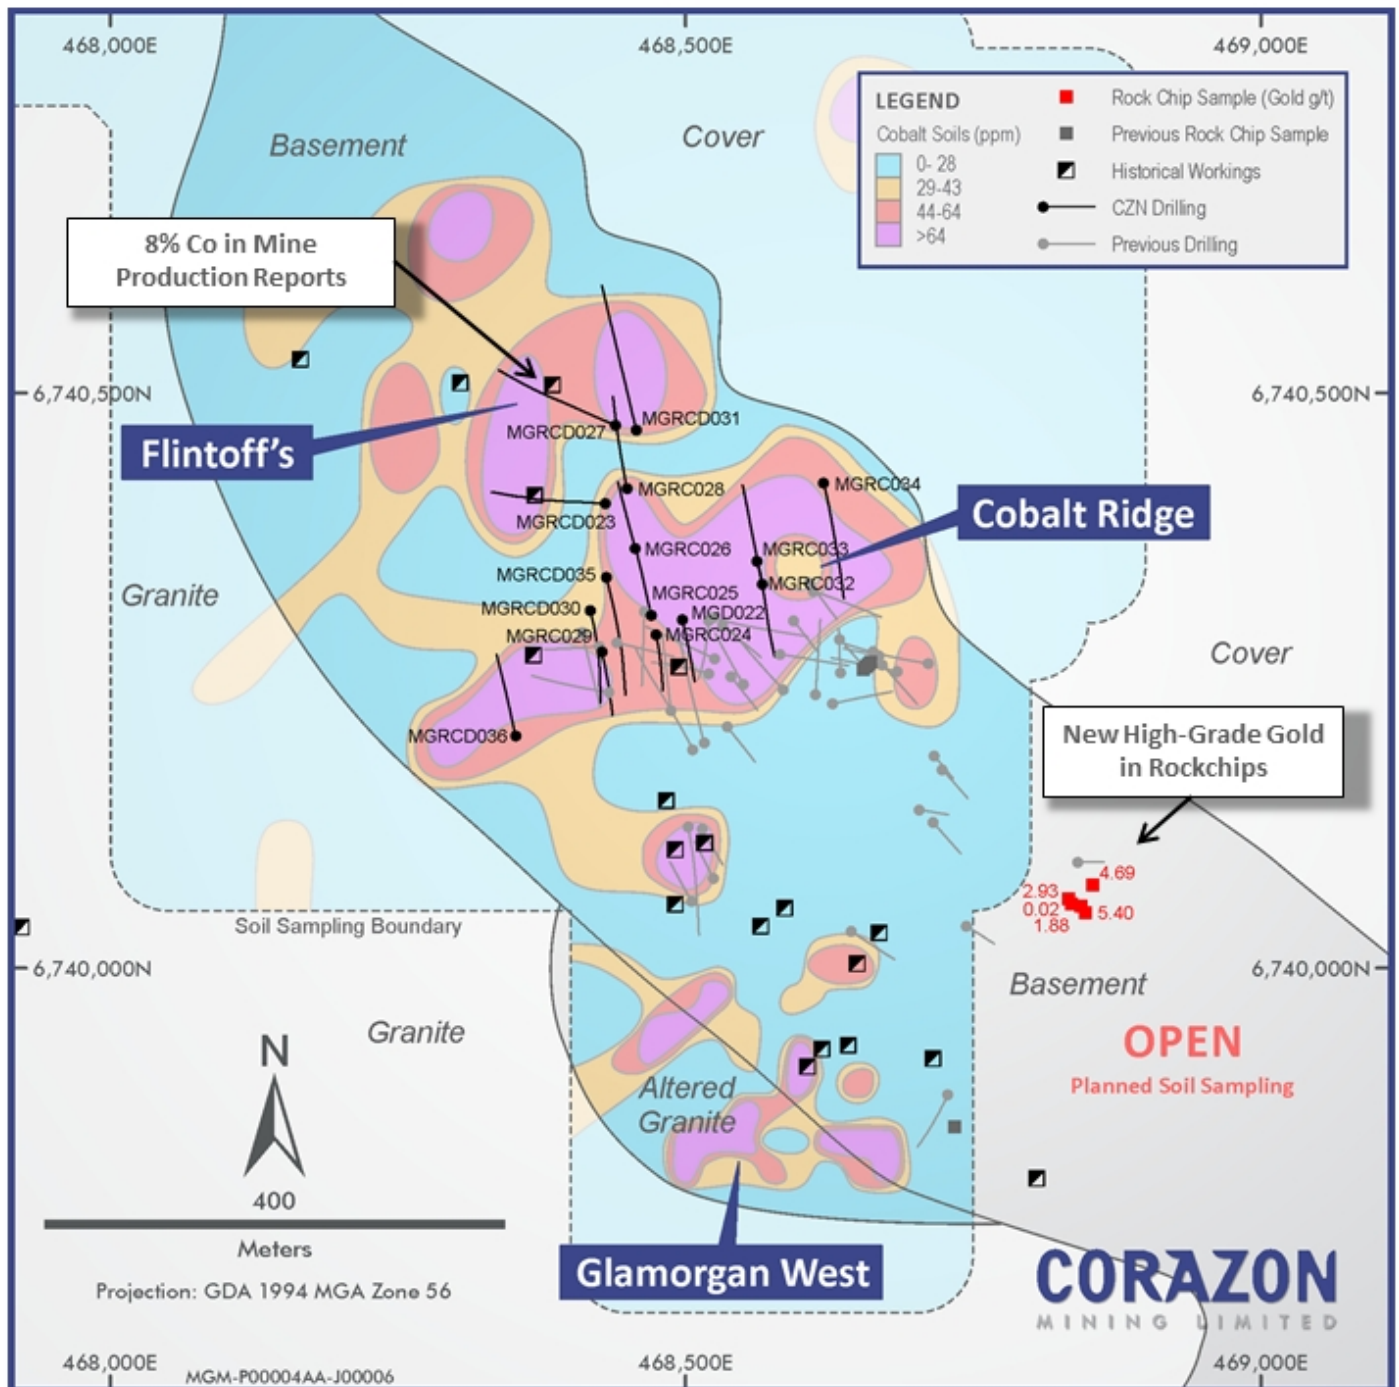 468,000E
468,500E
469,000E
LEGEND
Cobalt Soils (ppm)
0- 28
29-43
44-64
>64
Rock Chip Sample (Gold g/t)
Previous Rock Chip Sample
Historical Workings
CZN Drilling
Previous Drilling
Basement
Cover
8% Co in Mine
Production Reports
6,740,500N
6,740,500N
MGRCD031
MGRCD027
Flintoff's
MGRC034
MGRC028
Cobalt Ridge
MGRCD023
MGRC026
MGRC033
MGRCD035
MGRC032
MGRC025
Granite
MGRCD030
MGD022
MGRC029
MGRC024
Cover
MGRCD036
New High-Grade Gold
in Rockchips
4.69
2.93
0.02
5.40
1.88
Soil Sampling Boundary
6,740,000N
6,740,000N
Basement
Granite
OPEN
Planned Soil Sampling
N
Altered
Granite
400
Meters
Projection: GDA 1994 MGA Zone 56
Glamorgan West
CORAZON
MINING LIMITED
468,000E
468,500E
469,000E
MGM-P00004AA-J00006